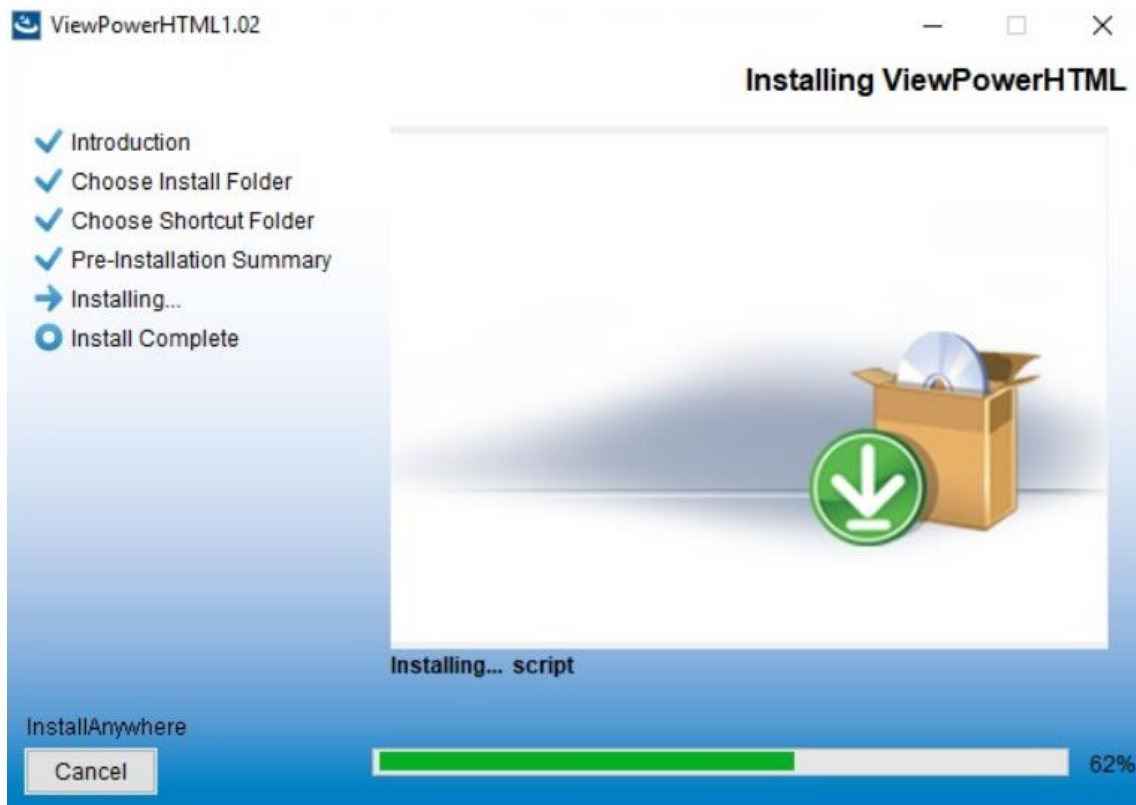 ViewPowerHTML1.02
Installing ViewPowerHTML
Introduction
Choose Install Folder
Choose Shortcut Folder
Pre-Installation Summary
Installing...
Install Complete
Installing... script
InstallAnywhere
Cancel
62%